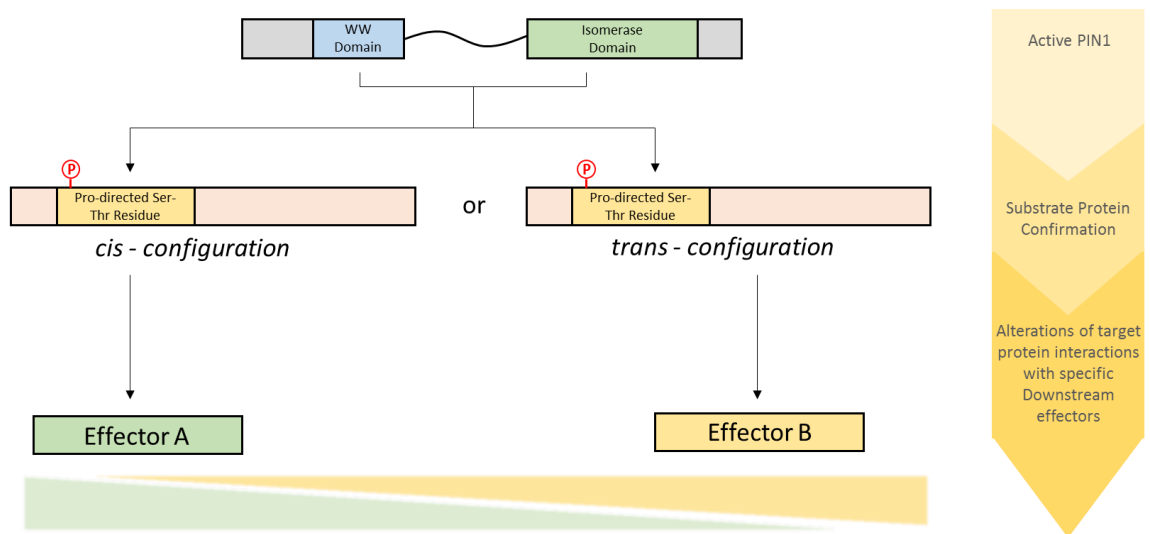 WW
Domain
Isomerase
Domain
Active PIN1
P
Pro-directed Ser-
Thr Residue
or
P
Pro-directed Ser-
Thr Residue
cis - configuration
trans - configuration
Substrate Protein
Confirmation
Alterations of target
protein interactions
with specific
Downstream
effectors
Effector A
Effector B